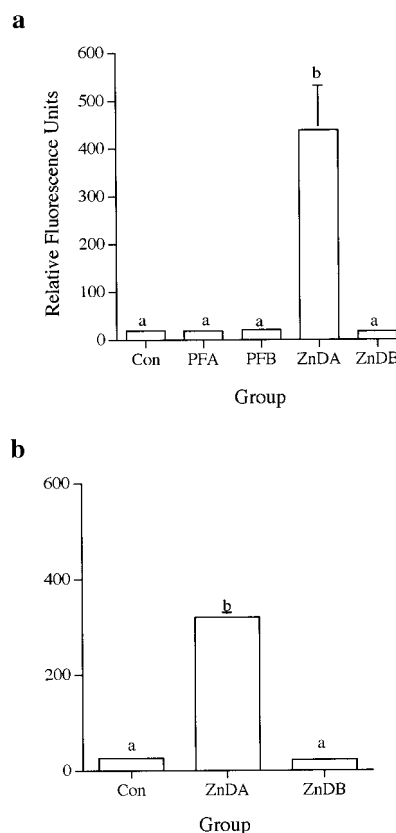 a
600
500
400
300
200
100
0
Relative Fluorescence Units
a a a b a
Con PFA PFB ZnDA ZnDB
Group
b
600
400
200
0
a b a
Con ZnDA ZnDB
Group